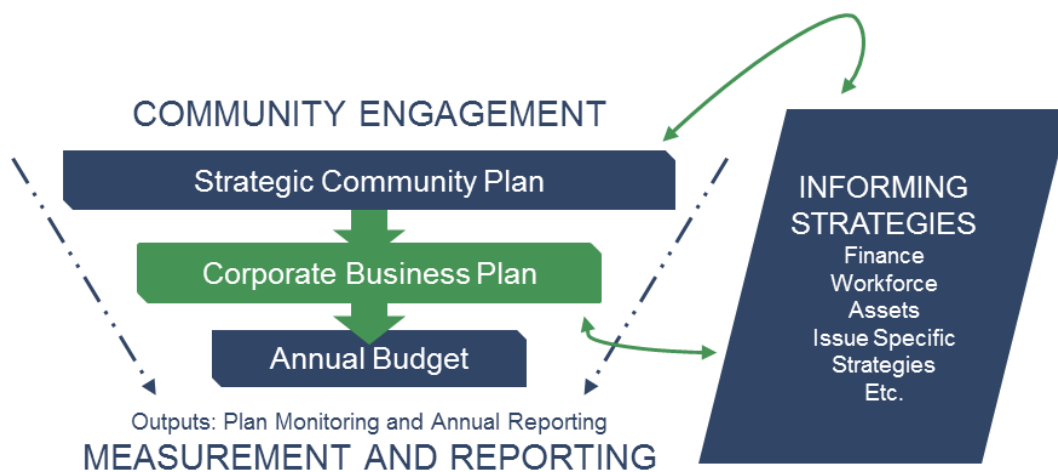 COMMUNITY ENGAGEMENT
Strategic Community Plan
Corporate Business Plan
Annual Budget
Outputs: Plan Monitoring and Annual Reporting
MEASUREMENT AND REPORTING
INFORMING
STRATEGIES
Finance
Workforce
Assets
Issue Specific
Strategies
Etc.